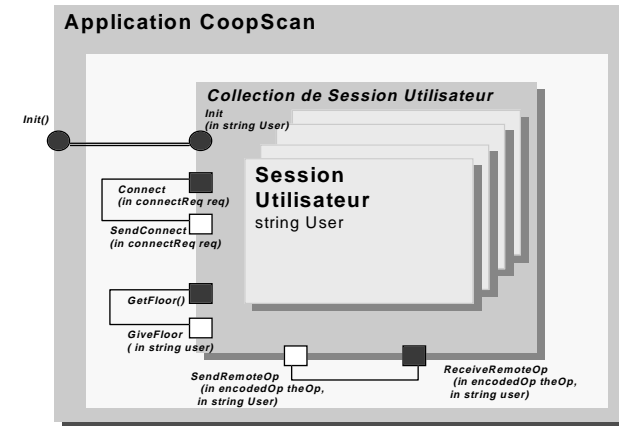 Application CoopScan
Collection de Session Utilisateur
Init()
Init
(in string User)
Session
Utilisateur
string User
Connect
(in connectReq req)
SendConnect
(in connectReq req)
GetFloor()
GiveFloor
( in string user)
SendRemoteOp
(in encodedOp theOp,
in string User)
ReceiveRemoteOp
(in encodedOp theOp,
in string user)